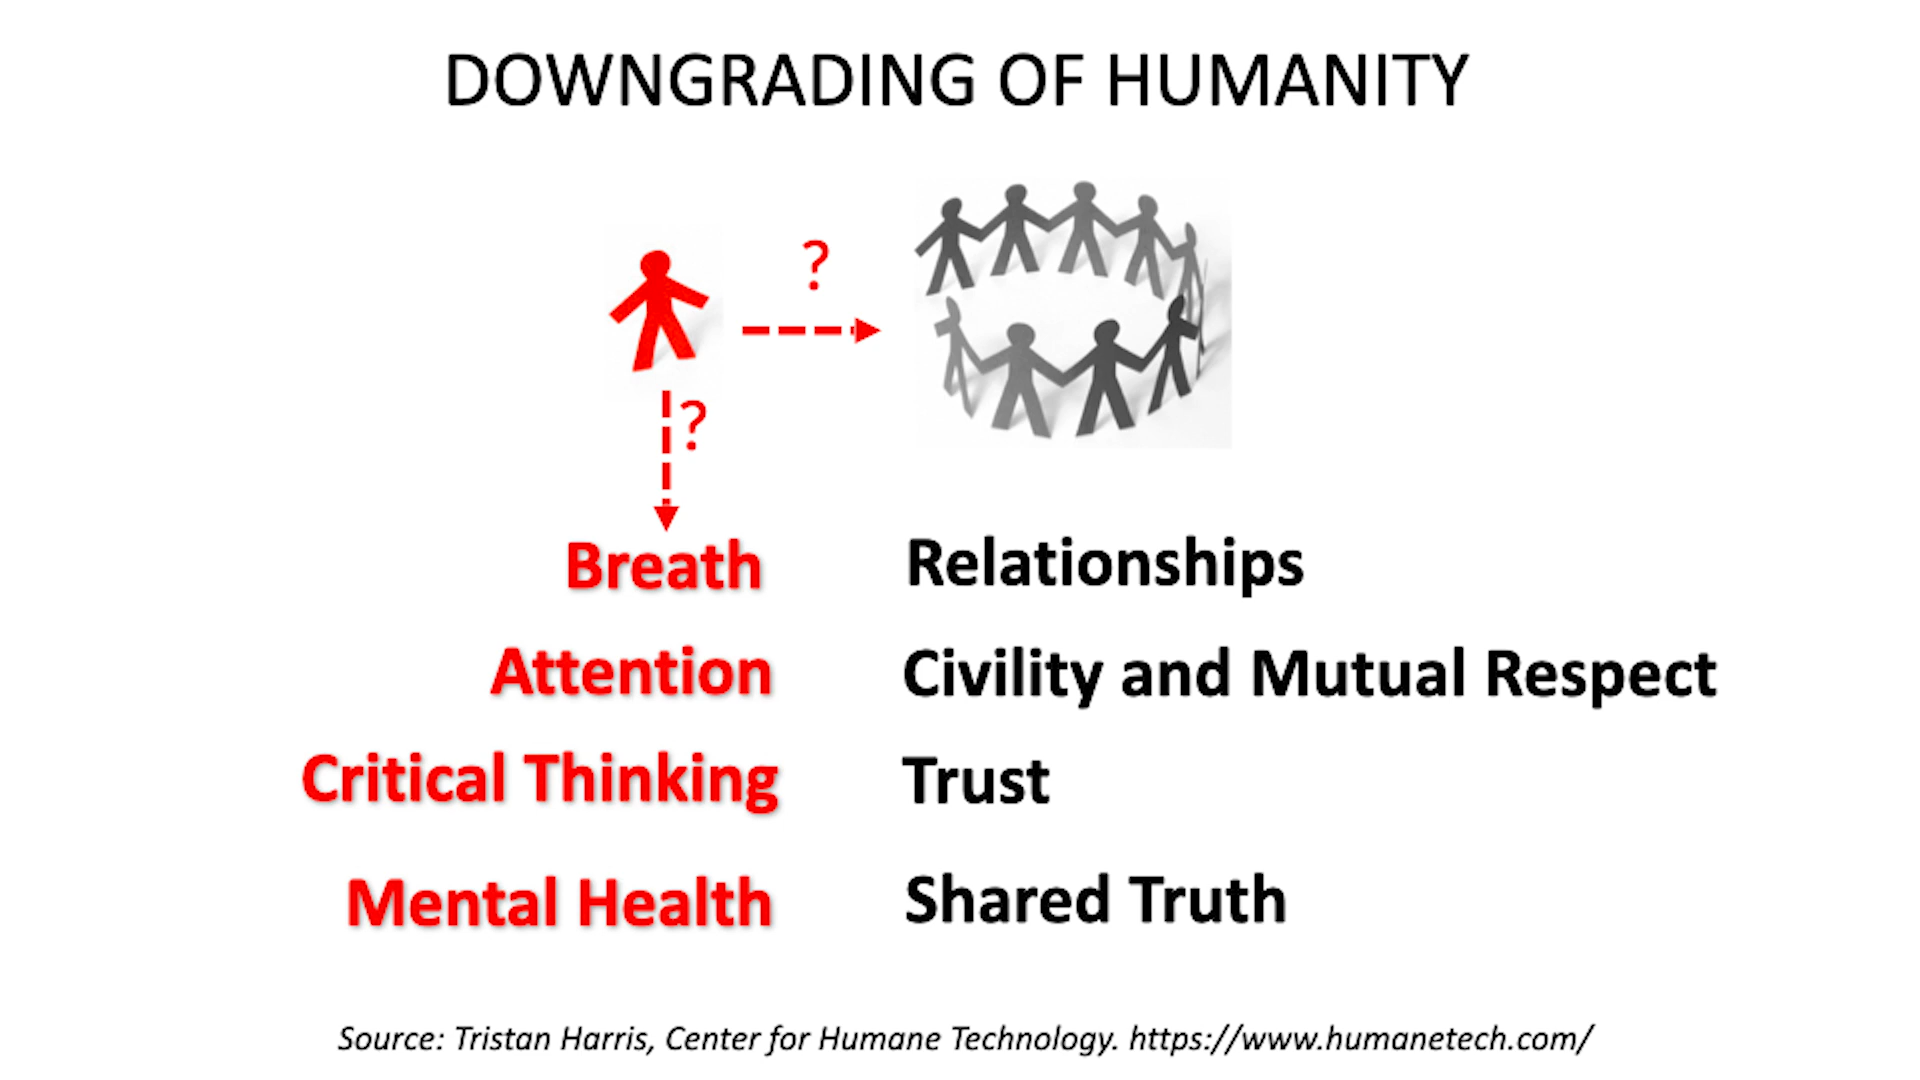 DOWNGRADING OF HUMANITY
?
?
Breath
Relationships
Attention
Civility and Mutual Respect
Critical Thinking
Trust
Mental Health
Shared Truth
Source: Tristan Harris, Center for Humane Technology. https://www.humanetech.com/